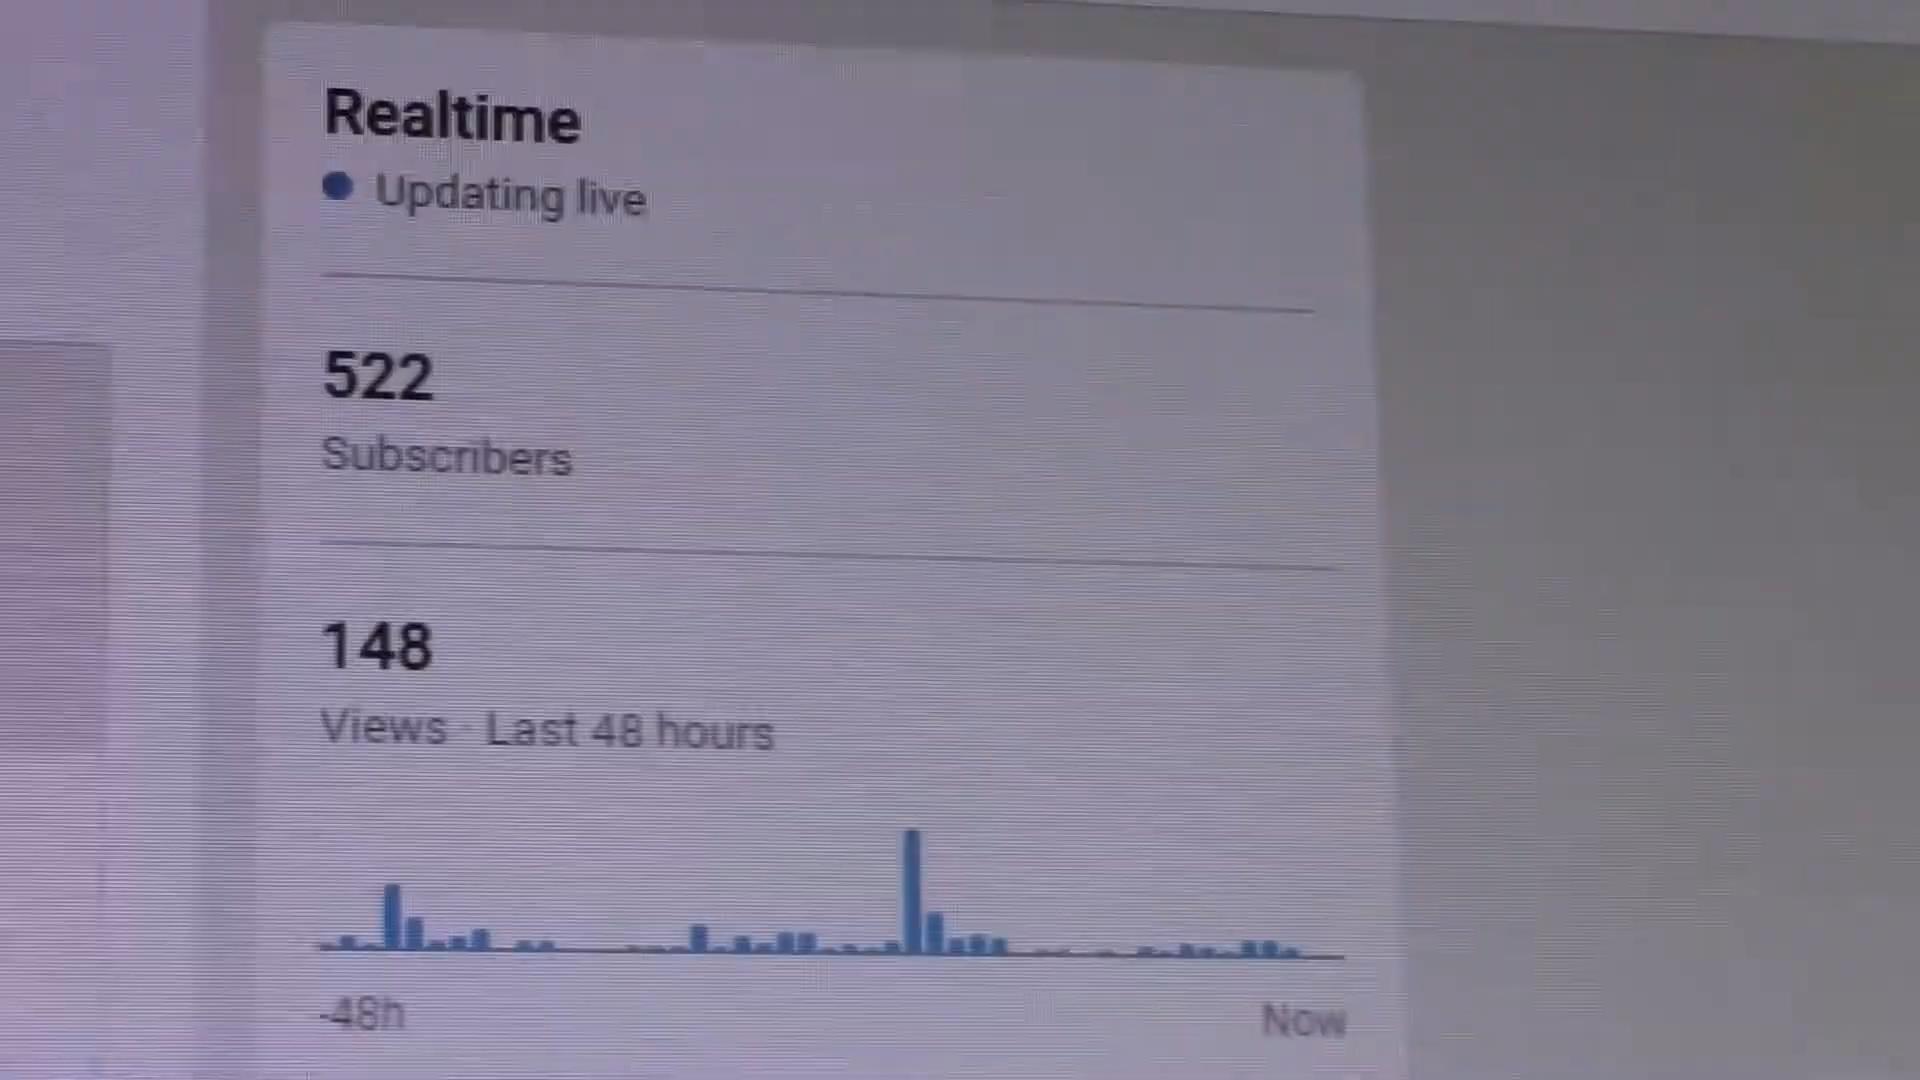 Realtime
Updating live
522
Subscribers
148
Views · Last 48 hours
-48h
Now